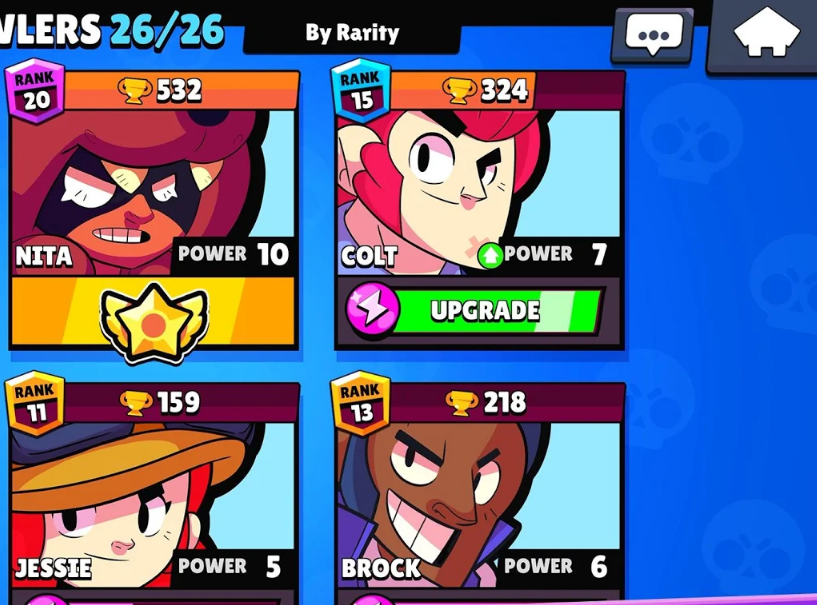 WLERS 26/26
By Rarity
RANK
20
532
NITA
POWER 10
RANK
15
324
COLT
POWER 7
UPGRADE
RANK
11
159
JESSIE
POWER 5
RANK
13
218
BROCK
POWER 6